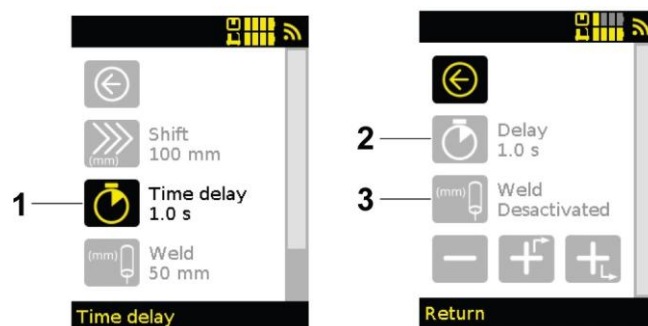 Shift
(mm)
100 mm
1
Time delay
1.0 s
(mm)
Weld
50 mm
Time delay
2
Delay
1.0 s
3
(mm)
Weld
Desactivated
Return